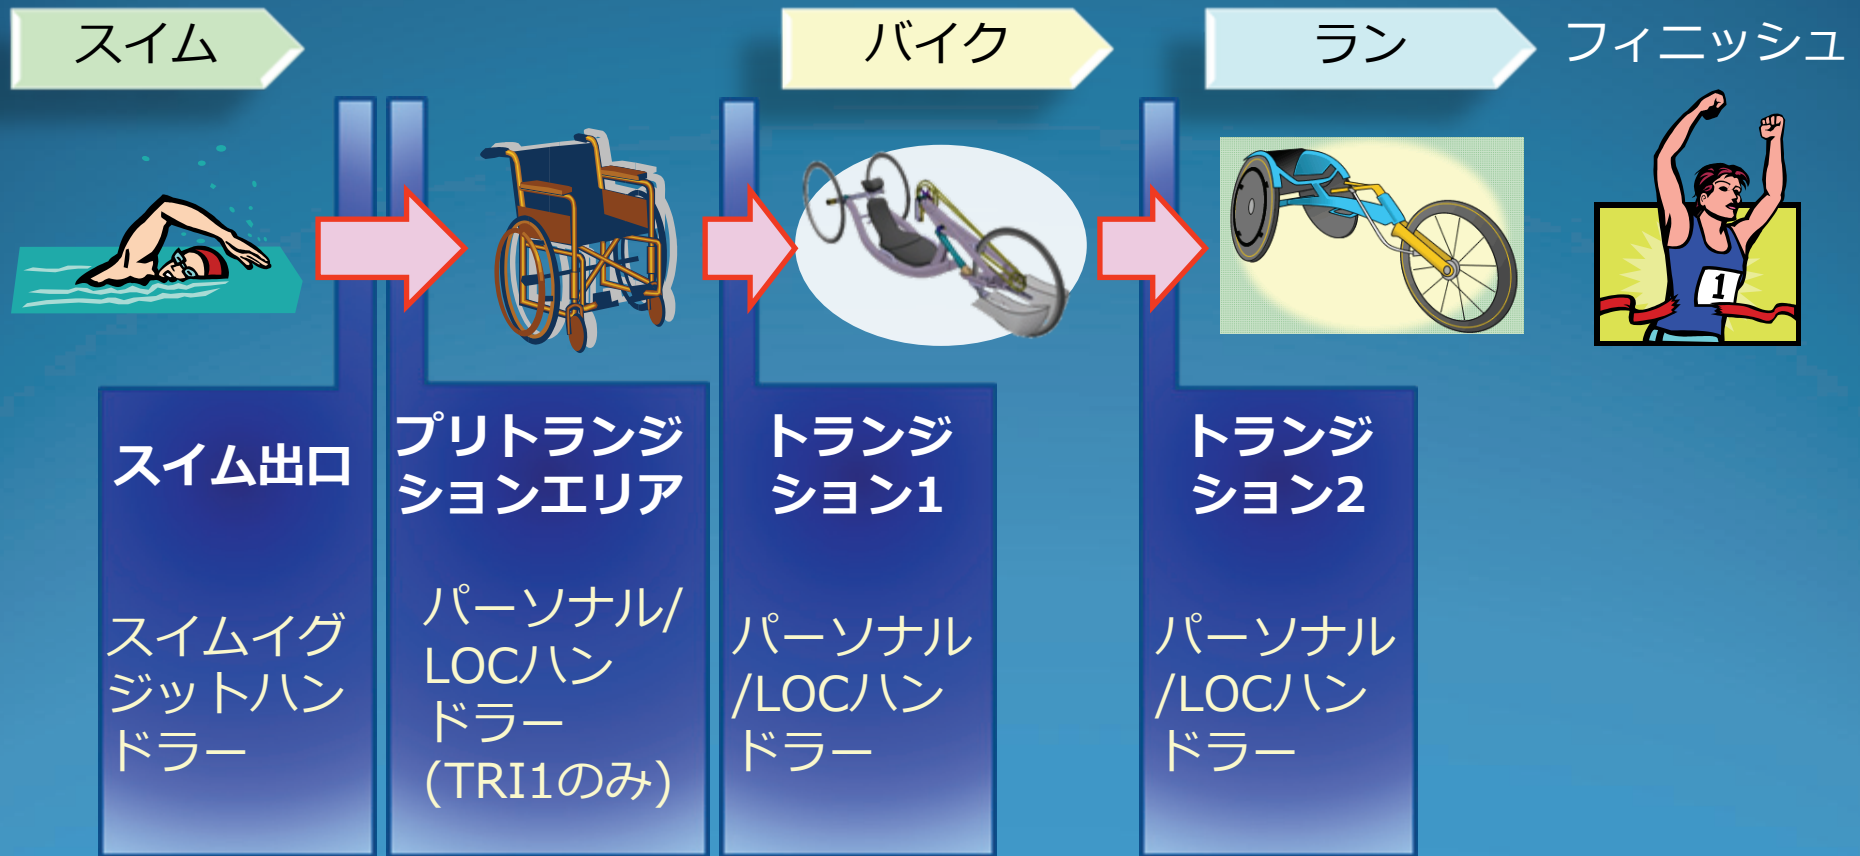 スイム
バイク
ラン
フィニッシュ
1
スイム出口
プリトランジ
ションエリア
トランジ
ション1
トランジ
ション2
スイムイグ
ジットハン
ドラー
パーソナル/
LOCハン
ドラー
(TRI1のみ)
パーソナル
/LOCハン
ドラー
パーソナル
/LOCハン
ドラー